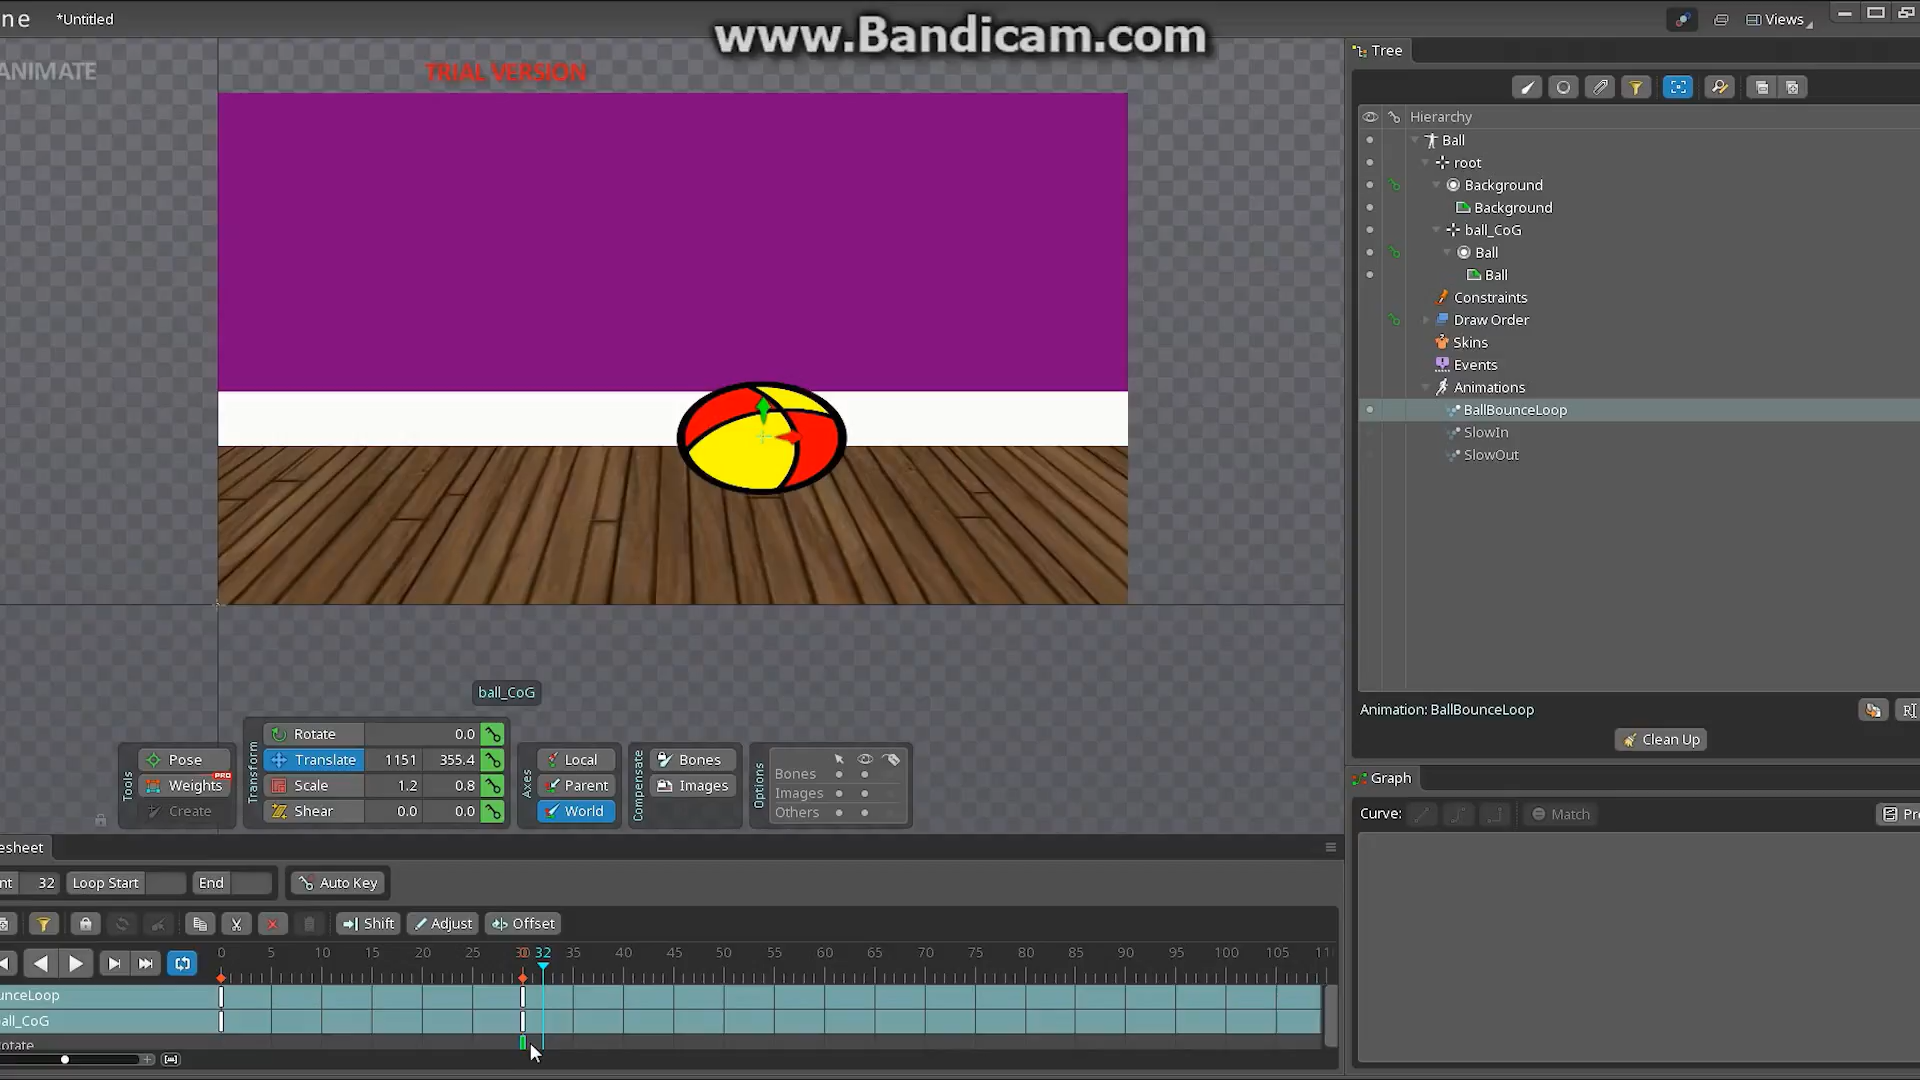 ne *Untitled
www.Bandicam.com
Views
ANIMATE
TRIAL VERSION
Tree
Hierarchy
Ball
root
Background
Background
ball_CoG
Ball
Ball
Constraints
Draw Order
Skins
Events
Animations
BallBounceLoop
SlowIn
SlowOut
Animation: BallBounceLoop
Clean Up
ball_CoG
Tools
Pose
Weights PRO
Create
Transform
Rotate 0.0
Translate 1151 355.4
Scale 1.2 0.8
Shear 0.0 0.0
Axes
Local
Parent
World
Compensate
Bones
Images
Options
Bones
Images
Others
Graph
Curve: Match Pre
esheet
nt 32 Loop Start End Auto Key
Shift Adjust Offset
0 5 10 15 20 30 32 35 40 45 50 55 60 65 70 75 80 85 90 95 100 105 11
unceLoop
all_CoG
otate